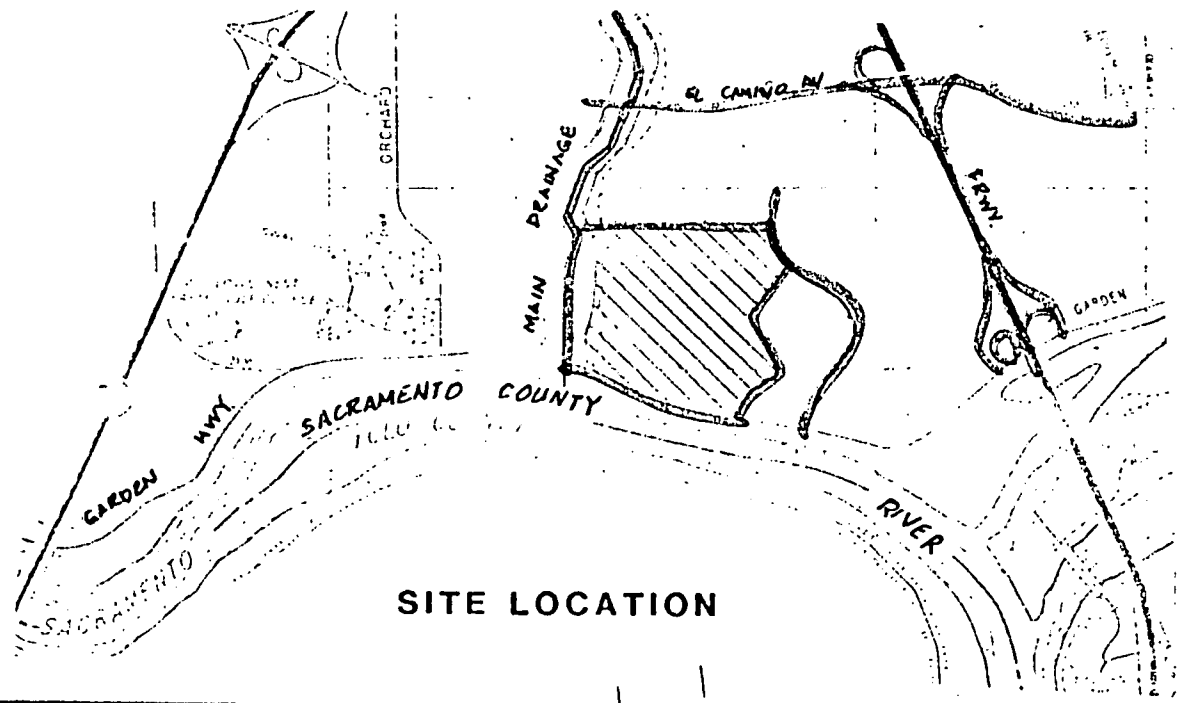 EL CAMINO AV
ORCHARD
MAIN DRAINAGE
FRWY.
GARDEN
GARDEN HWY.
SACRAMENTO COUNTY
SACRAMENTO
RIVER
SITE LOCATION